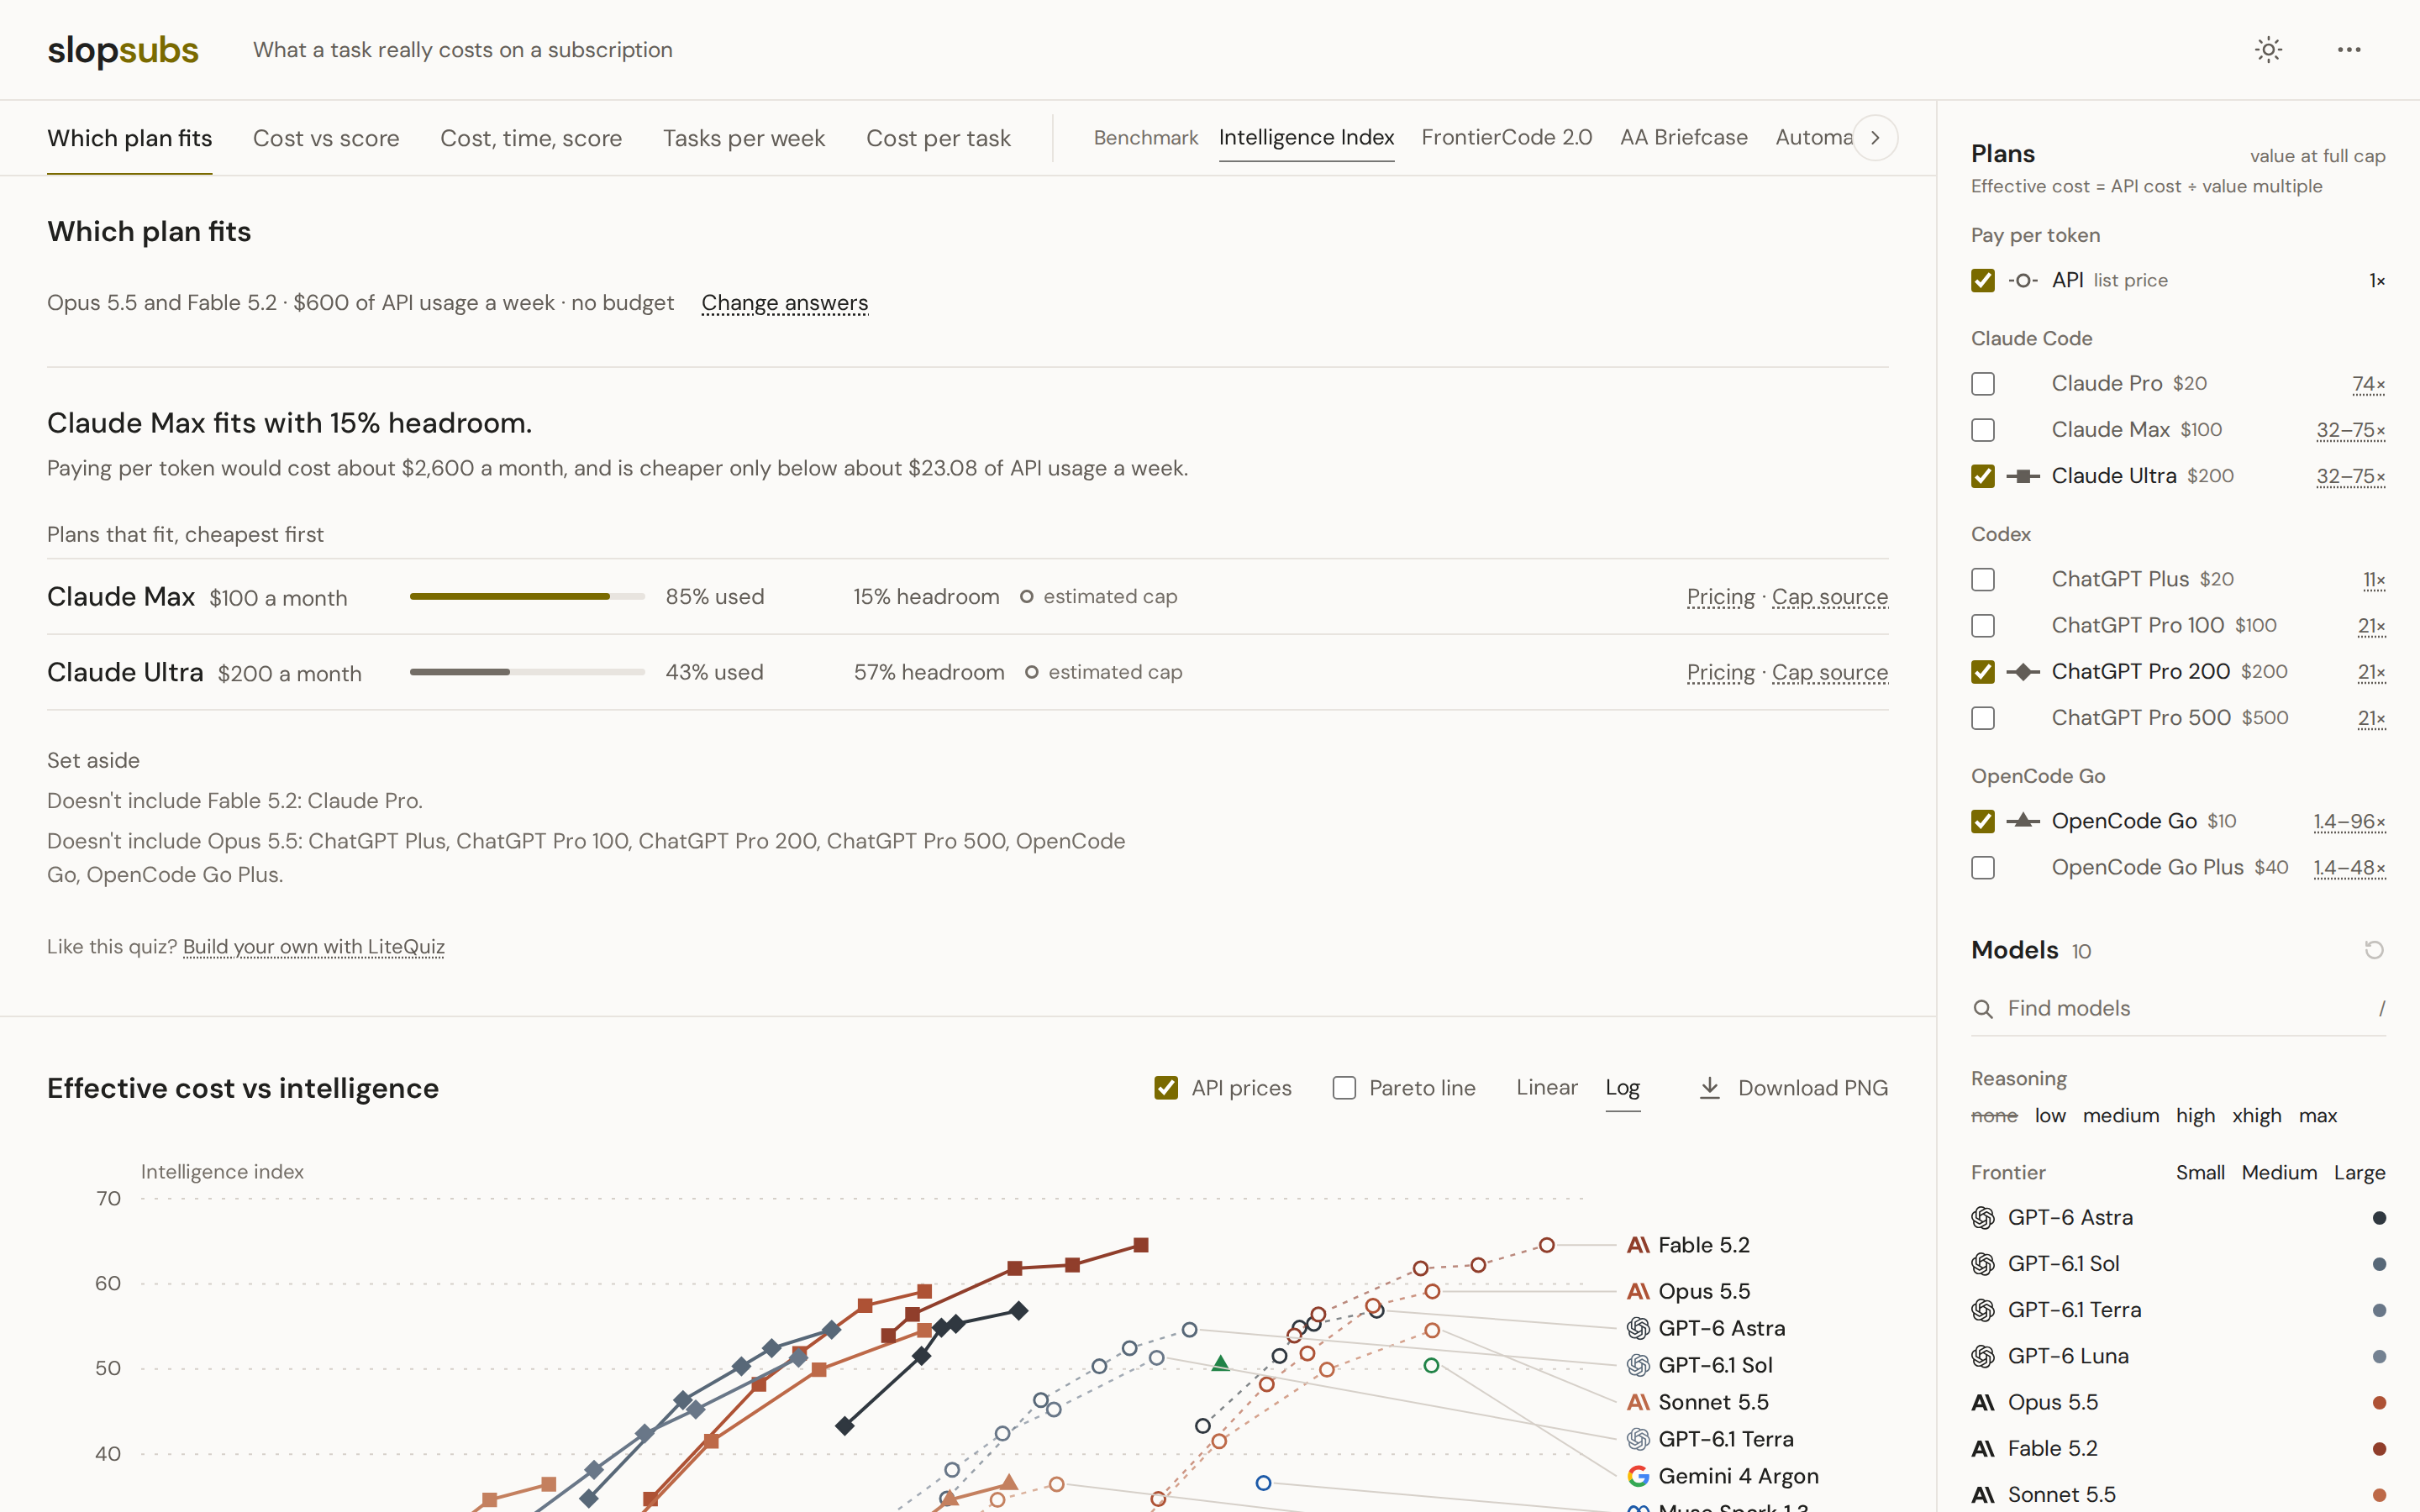 slopsubs
What a task really costs on a subscription
Which plan fits
Cost vs score
Cost, time, score
Tasks per week
Cost per task
Benchmark
Intelligence Index
FrontierCode 2.0
AA Briefcase
Automa
Which plan fits
Opus 5.5 and Fable 5.2 · $600 of API usage a week · no budget Change answers
Claude Max fits with 15% headroom.
Paying per token would cost about $2,600 a month, and is cheaper only below about $23.08 of API usage a week.
Plans that fit, cheapest first
Claude Max $100 a month 85% used 15% headroom estimated cap Pricing · Cap source
Claude Ultra $200 a month 43% used 57% headroom estimated cap Pricing · Cap source
Set aside
Doesn't include Fable 5.2: Claude Pro.
Doesn't include Opus 5.5: ChatGPT Plus, ChatGPT Pro 100, ChatGPT Pro 200, ChatGPT Pro 500, OpenCode
Go, OpenCode Go Plus.
Like this quiz? Build your own with LiteQuiz
Effective cost vs intelligence
API prices
Pareto line
Linear
Log
Download PNG
Intelligence index
70
60
50
40
Fable 5.2
Opus 5.5
GPT-6 Astra
GPT-6.1 Sol
Sonnet 5.5
GPT-6.1 Terra
Gemini 4 Argon
Plans value at full cap
Effective cost = API cost ÷ value multiple
Pay per token
API list price 1×
Claude Code
Claude Pro $20 74×
Claude Max $100 32–75×
Claude Ultra $200 32–75×
Codex
ChatGPT Plus $20 11×
ChatGPT Pro 100 $100 21×
ChatGPT Pro 200 $200 21×
ChatGPT Pro 500 $500 21×
OpenCode Go
OpenCode Go $10 1.4–96×
OpenCode Go Plus $40 1.4–48×
Models 10
Find models /
Reasoning
none low medium high xhigh max
Frontier Small Medium Large
GPT-6 Astra
GPT-6.1 Sol
GPT-6.1 Terra
GPT-6 Luna
Opus 5.5
Fable 5.2
Sonnet 5.5